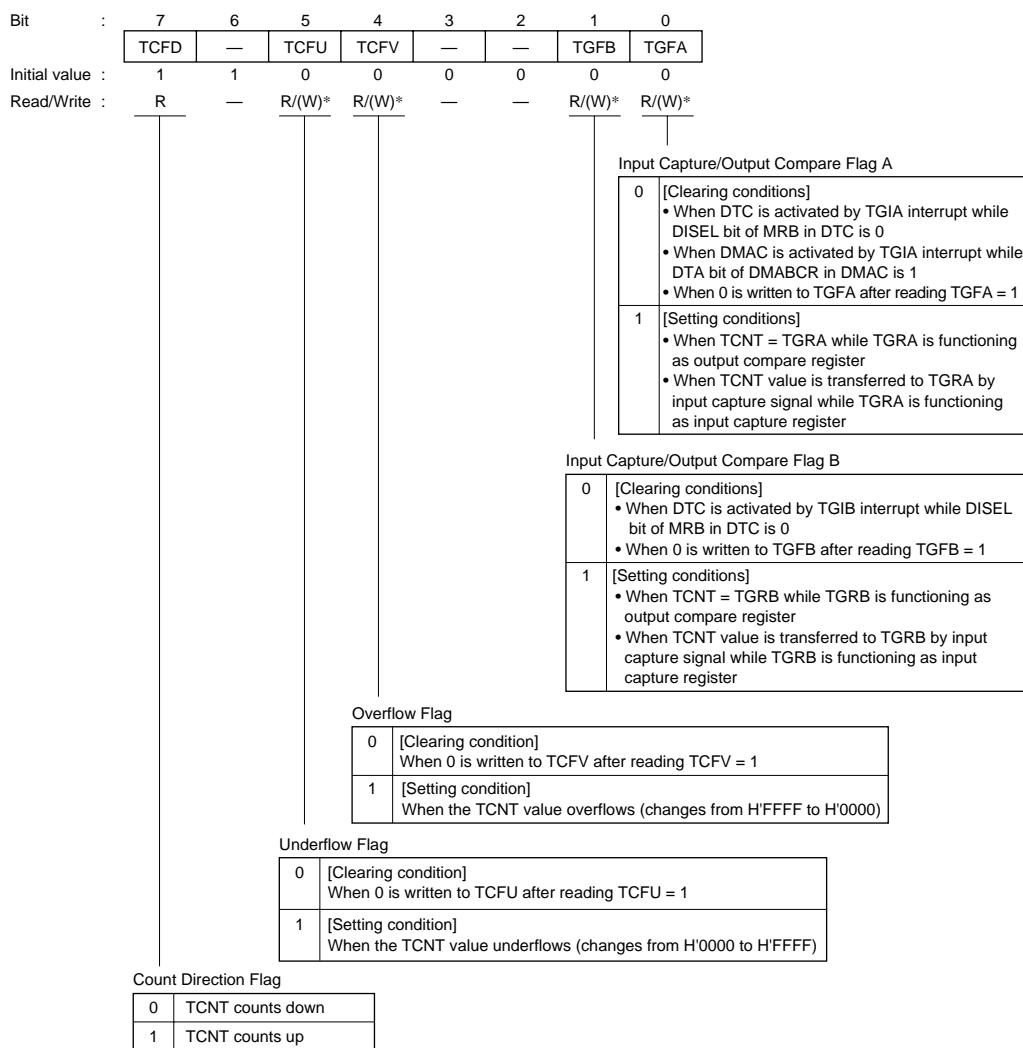 Bit : 7 6 5 4 3 2 1 0
TCFD — TCFU TCFV — — TGFB TGFA
Initial value : 1 1 0 0 0 0 0 0
Read/Write : R — R/(W)* R/(W)* — — R/(W)* R/(W)*
Input Capture/Output Compare Flag A
0 [Clearing conditions]
• When DTC is activated by TGIA interrupt while
DISEL bit of MRB in DTC is 0
• When DMAC is activated by TGIA interrupt while
DTA bit of DMABCR in DMAC is 1
• When 0 is written to TGFA after reading TGFA = 1
1 [Setting conditions]
• When TCNT = TGRA while TGRA is functioning
as output compare register
• When TCNT value is transferred to TGRA by
input capture signal while TGRA is functioning
as input capture register
Input Capture/Output Compare Flag B
0 [Clearing conditions]
• When DTC is activated by TGIB interrupt while DISEL
bit of MRB in DTC is 0
• When 0 is written to TGFB after reading TGFB = 1
1 [Setting conditions]
• When TCNT = TGRB while TGRB is functioning as
output compare register
• When TCNT value is transferred to TGRB by input
capture signal while TGRB is functioning as input
capture register
Overflow Flag
0 [Clearing condition]
When 0 is written to TCFV after reading TCFV = 1
1 [Setting condition]
When the TCNT value overflows (changes from H'FFFF to H'0000)
Underflow Flag
0 [Clearing condition]
When 0 is written to TCFU after reading TCFU = 1
1 [Setting condition]
When the TCNT value underflows (changes from H'0000 to H'FFFF)
Count Direction Flag
0 TCNT counts down
1 TCNT counts up